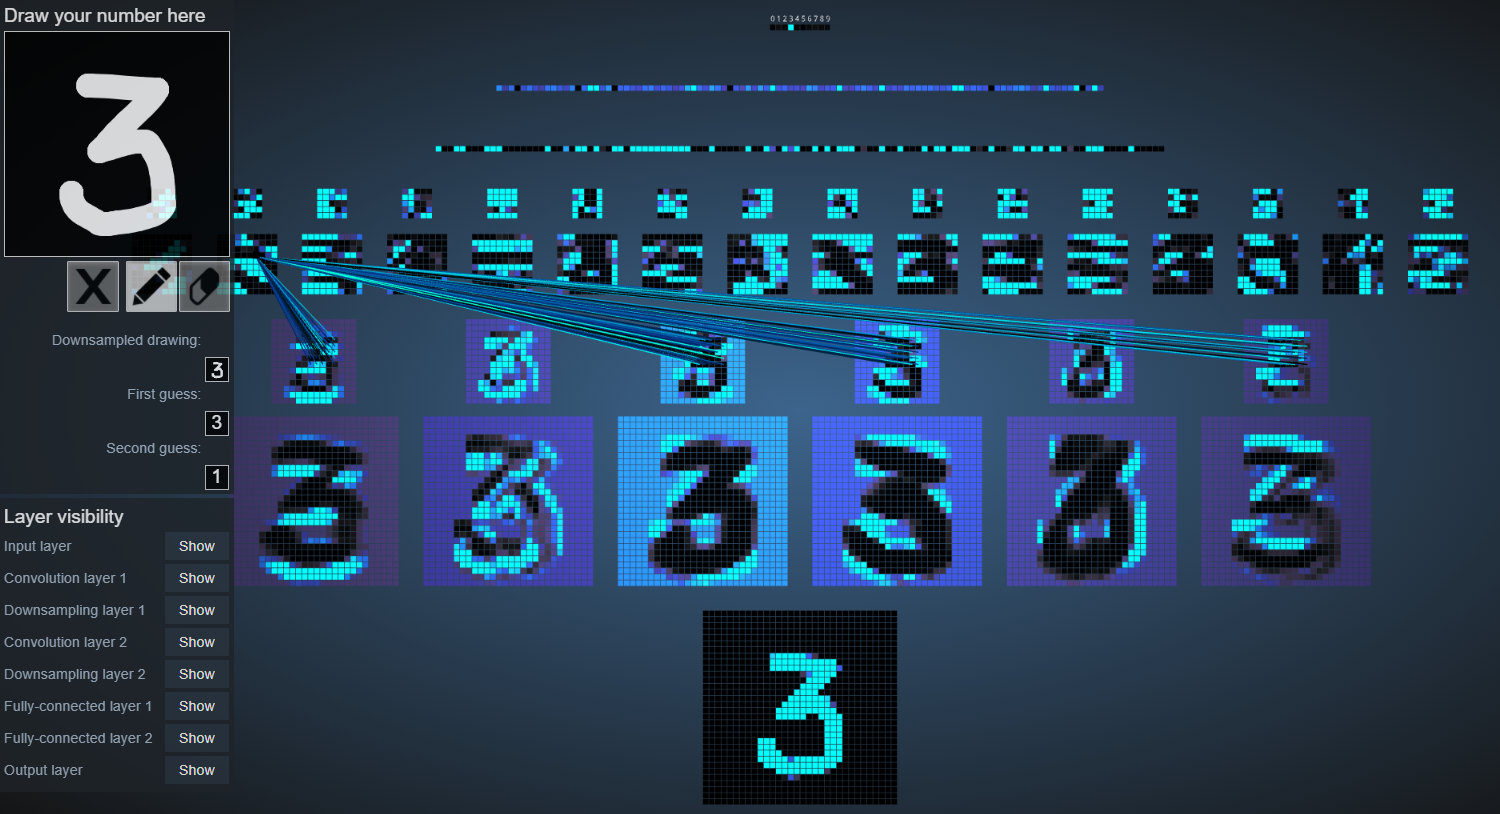 Draw your number here
0123456789
3
X
Downsampled drawing:
3
First guess:
3
Second guess:
1
Layer visibility
Input layer Show
Convolution layer 1 Show
Downsampling layer 1 Show
Convolution layer 2 Show
Downsampling layer 2 Show
Fully-connected layer 1 Show
Fully-connected layer 2 Show
Output layer Show
3